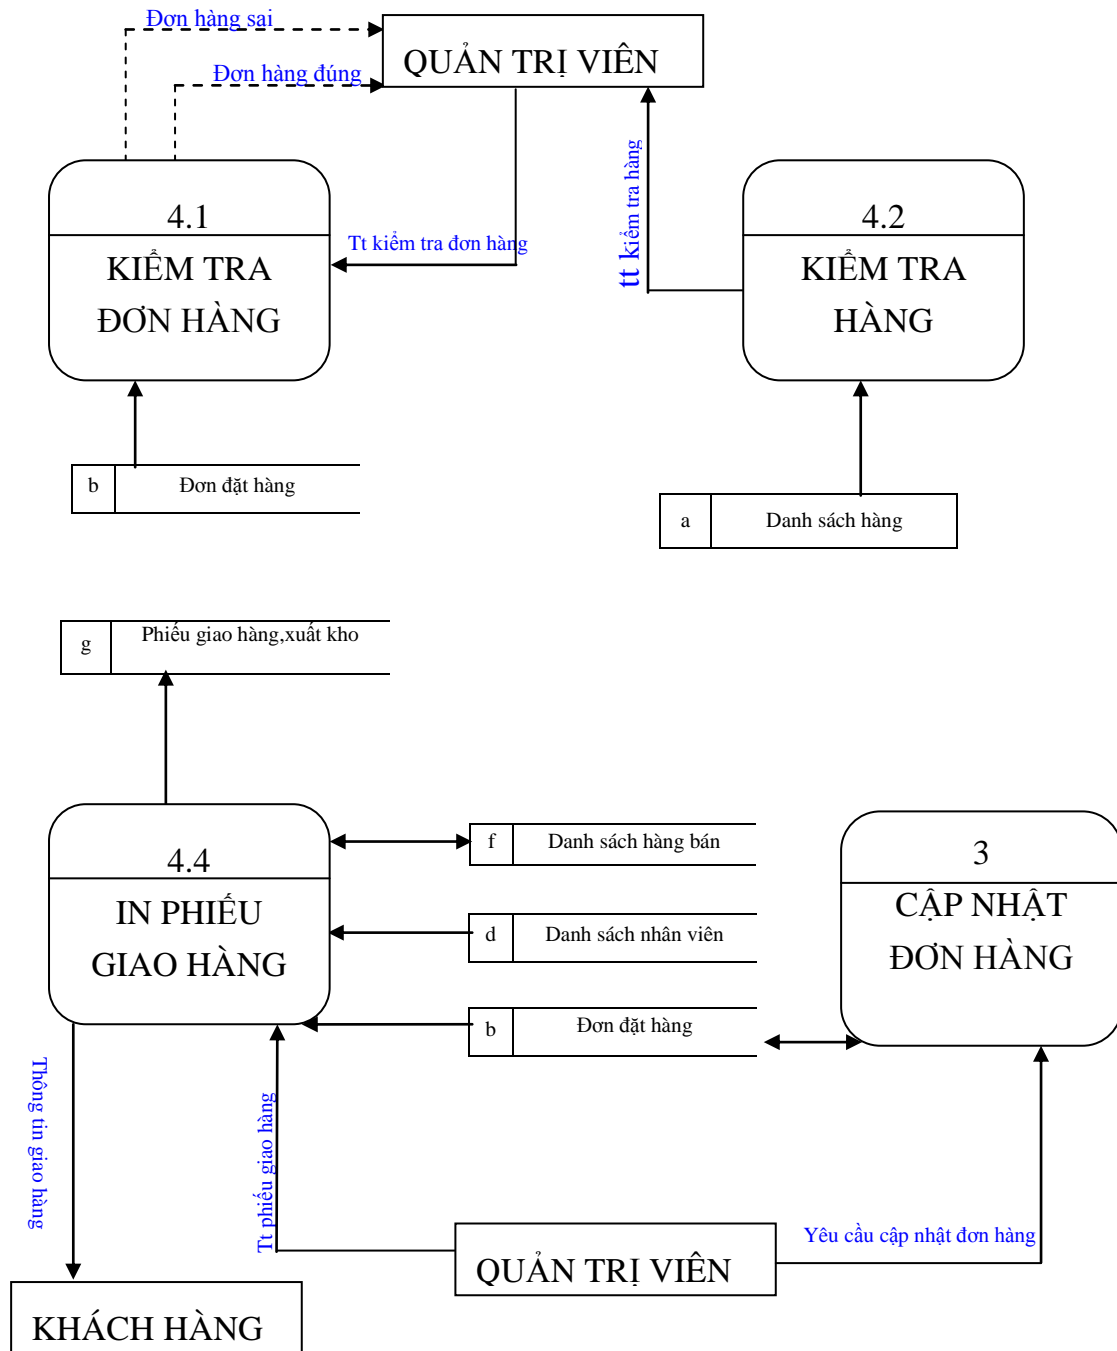 Đơn hàng sai
QUẢN TRỊ VIÊN
Đơn hàng đúng
4.1
KIỂM TRA
ĐƠN HÀNG
Tt kiểm tra đơn hàng
tt kiểm tra hàng
4.2
KIỂM TRA
HÀNG
b Đơn đặt hàng
a Danh sách hàng
g Phiếu giao hàng,xuất kho
4.4
IN PHIẾU
GIAO HÀNG
f Danh sách hàng bán
d Danh sách nhân viên
b Đơn đặt hàng
3
CẬP NHẬT
ĐƠN HÀNG
Thông tin giao hàng
Tt phiếu giao hàng
Yêu cầu cập nhật đơn hàng
QUẢN TRỊ VIÊN
KHÁCH HÀNG